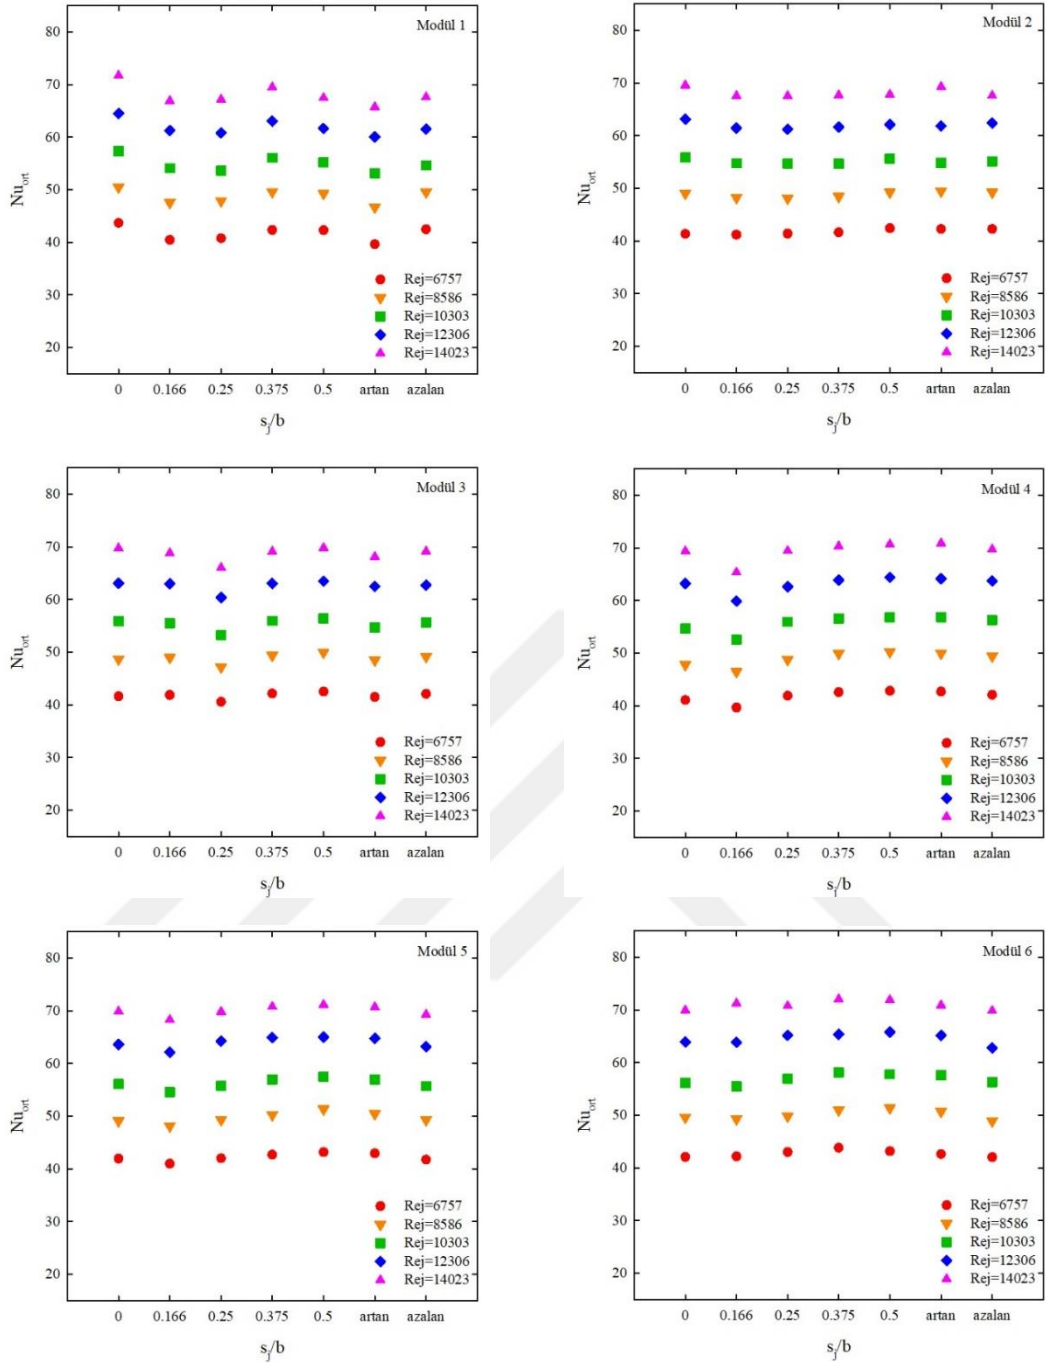 Modül 1
80
70
60
50
40
30
20
Nu_ort
Rej=6757
Rej=8586
Rej=10303
Rej=12306
Rej=14023
0 0.166 0.25 0.375 0.5 artan azalan
s_j/b
Modül 2
80
70
60
50
40
30
20
Nu_ort
Rej=6757
Rej=8586
Rej=10303
Rej=12306
Rej=14023
0 0.166 0.25 0.375 0.5 artan azalan
s_j/b
Modül 3
80
70
60
50
40
30
20
Nu_ort
Rej=6757
Rej=8586
Rej=10303
Rej=12306
Rej=14023
0 0.166 0.25 0.375 0.5 artan azalan
s_j/b
Modül 4
80
70
60
50
40
30
20
Nu_ort
Rej=6757
Rej=8586
Rej=10303
Rej=12306
Rej=14023
0 0.166 0.25 0.375 0.5 artan azalan
s_j/b
Modül 5
80
70
60
50
40
30
20
Nu_ort
Rej=6757
Rej=8586
Rej=10303
Rej=12306
Rej=14023
0 0.166 0.25 0.375 0.5 artan azalan
s_j/b
Modül 6
80
70
60
50
40
30
20
Nu_ort
Rej=6757
Rej=8586
Rej=10303
Rej=12306
Rej=14023
0 0.166 0.25 0.375 0.5 artan azalan
s_j/b